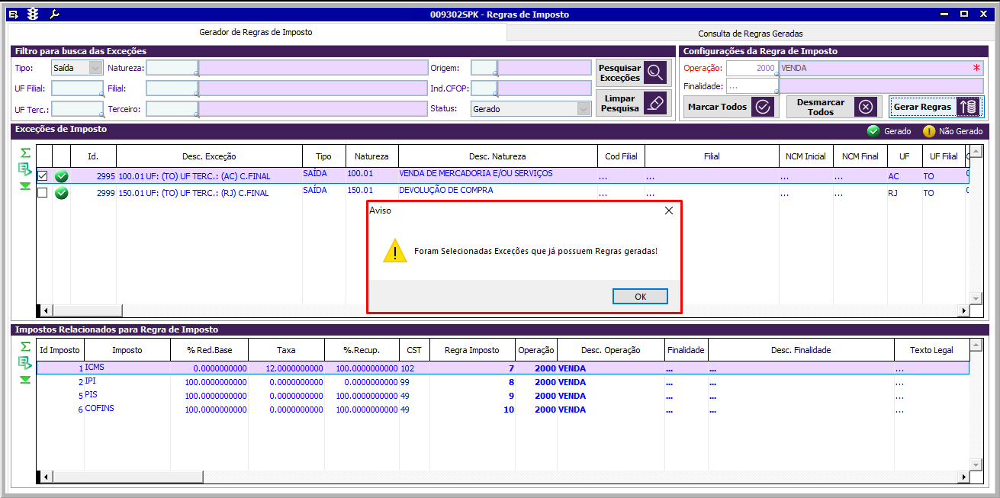 009302SPK - Regras de Imposto
Gerador de Regras de Imposto
Consulta de Regras Geradas
Filtro para busca das Exceções
Tipo: Saída Natureza: Origem: Pesquisar Exceções
UF Filial: Filial: Ind.CFOP:
UF Terc.: Terceiro: Status: Gerado Limpar Pesquisa
Configurações da Regra de Imposto
Operação: 2000 VENDA *
Finalidade: ...
Marcar Todos Desmarcar Todos Gerar Regras
Exceções de Imposto Gerado Não Gerado
Id. Desc. Exceção Tipo Natureza Desc. Natureza Cod Filial Filial NCM Inicial NCM Final UF UF Filial
2995 100.01 UF: (TO) UF TERC.: (AC) C.FINAL SAÍDA 100.01 VENDA DE MERCADORIA E/OU SERVIÇOS ... ... ... ... AC TO
2999 150.01 UF: (TO) UF TERC.: (RJ) C.FINAL SAÍDA 150.01 DEVOLUÇÃO DE COMPRA ... ... ... ... RJ TO
Aviso
Foram Selecionadas Exceções que já possuem Regras geradas!
OK
Impostos Relacionados para Regra de Imposto
Id Imposto Imposto % Red.Base Taxa %.Recup. CST Regra Imposto Operação Desc. Operação Finalidade Desc. Finalidade Texto Legal
1 ICMS 0.0000000000 12.0000000000 100.0000000000 102 7 2000 VENDA ... ... ...
2 IPI 100.0000000000 0.0000000000 0.0000000000 99 8 2000 VENDA ... ... ...
5 PIS 100.0000000000 0.0000000000 100.0000000000 49 9 2000 VENDA ... ... ...
6 COFINS 100.0000000000 0.0000000000 100.0000000000 49 10 2000 VENDA ... ... ...